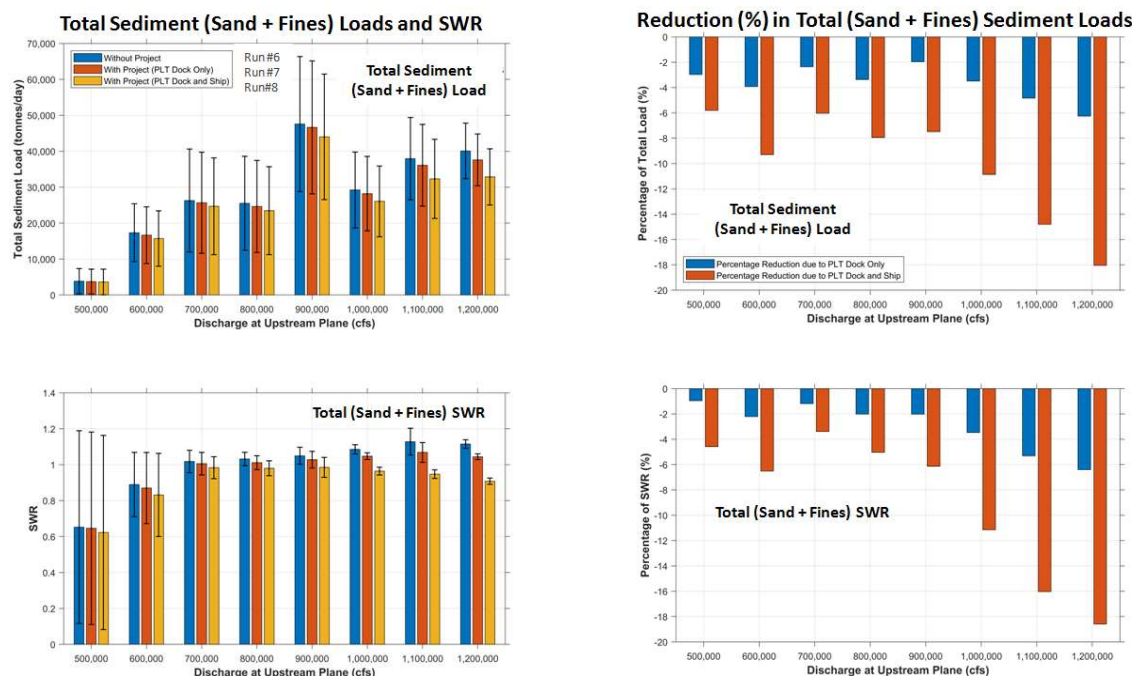 Total Sediment (Sand + Fines) Loads and SWR
70,000
60,000
50,000
40,000
30,000
20,000
10,000
0
Total Sediment Load (tonnes/day)
Without Project
With Project (PLT Dock Only)
With Project (PLT Dock and Ship)
Run #6
Run #7
Run#8
Total Sediment
(Sand + Fines) Load
500,000 600,000 700,000 800,000 900,000 1,000,000 1,100,000 1,200,000
Discharge at Upstream Plane (cfs)
Reduction (%) in Total (Sand + Fines) Sediment Loads
0
-2
-4
-6
-8
-10
-12
-14
-16
-18
-20
Percentage of Total Load (%)
Total Sediment
(Sand + Fines) Load
Percentage Reduction due to PLT Dock Only
Percentage Reduction due to PLT Dock and Ship
500,000 600,000 700,000 800,000 900,000 1,000,000 1,100,000 1,200,000
Discharge at Upstream Plane (cfs)
1.4
1.2
1
0.8
0.6
0.4
0.2
0
SWR
Total (Sand + Fines) SWR
500,000 600,000 700,000 800,000 900,000 1,000,000 1,100,000 1,200,000
Discharge at Upstream Plane (cfs)
0
-2
-4
-6
-8
-10
-12
-14
-16
-18
-20
Percentage of SWR (%)
Total (Sand + Fines) SWR
500,000 600,000 700,000 800,000 900,000 1,000,000 1,100,000 1,200,000
Discharge at Upstream Plane (cfs)